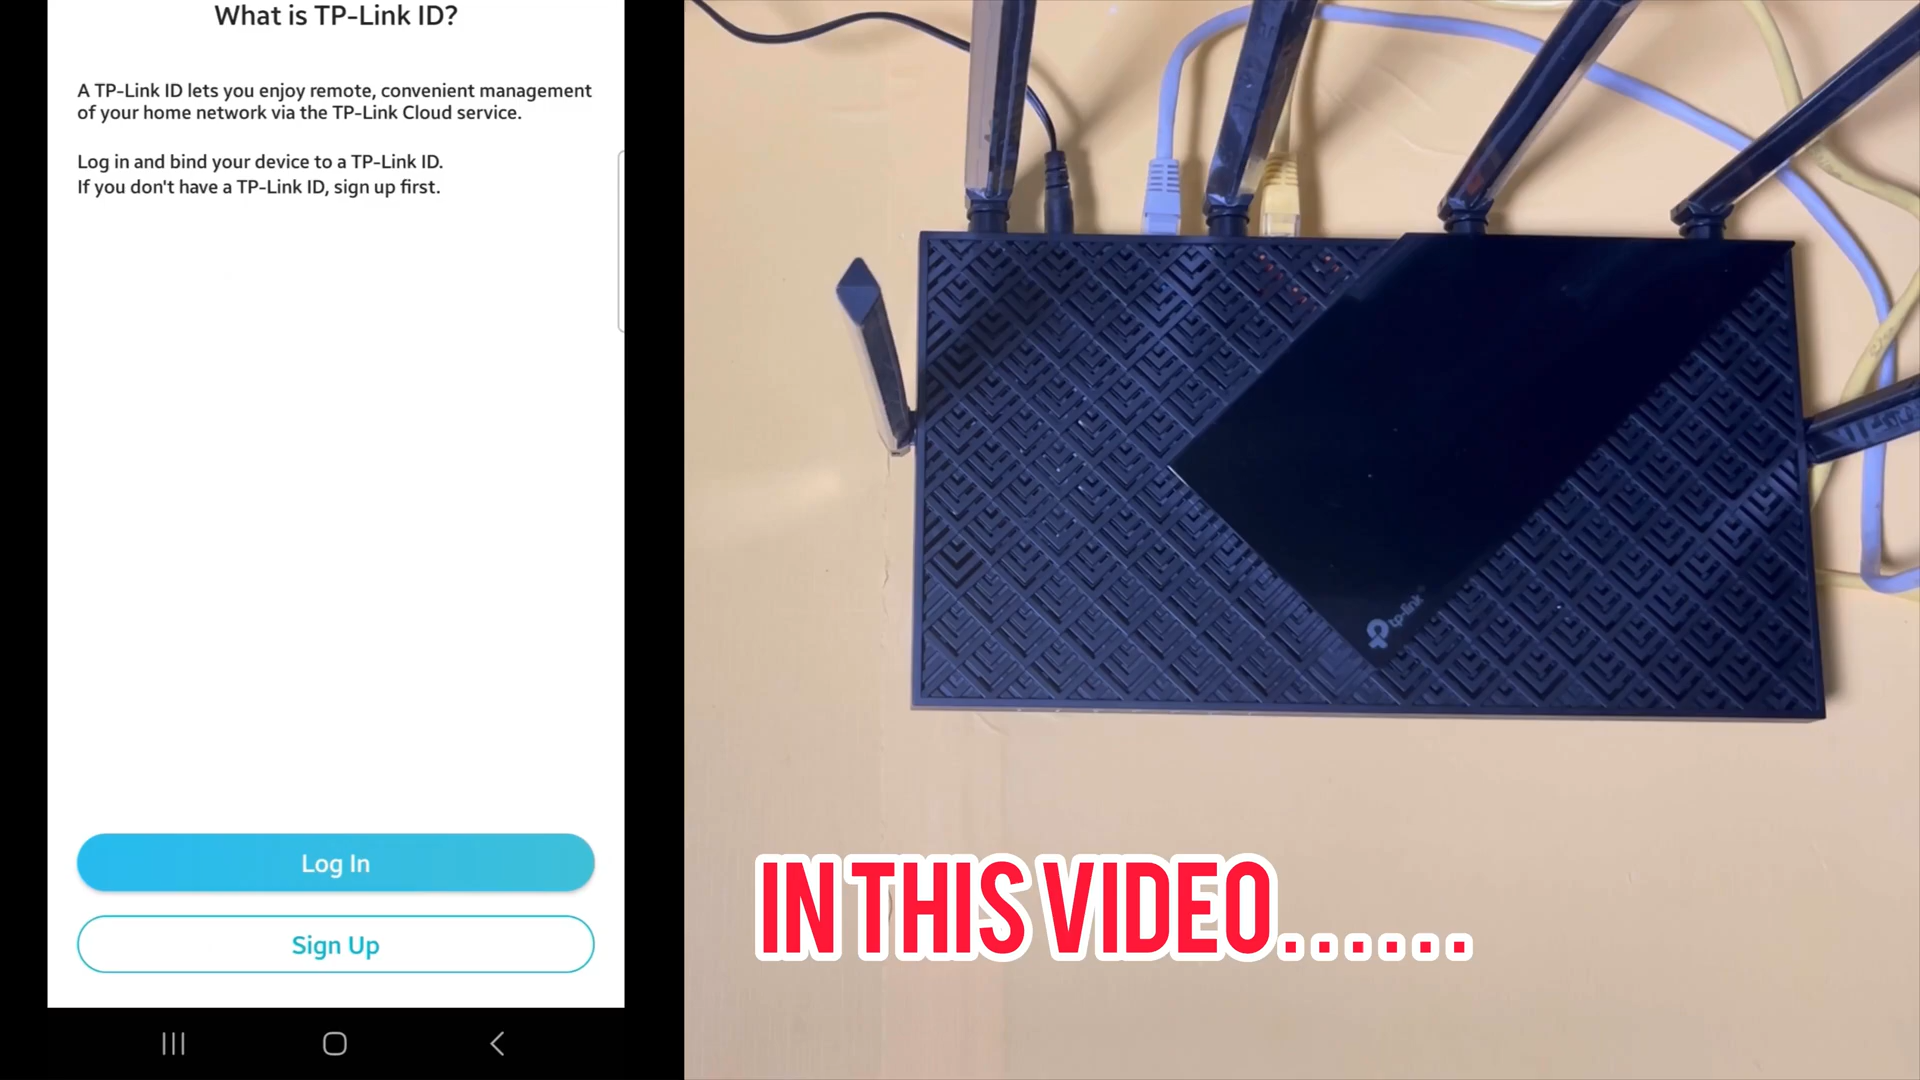 What is TP-Link ID?
A TP-Link ID lets you enjoy remote, convenient management
of your home network via the TP-Link Cloud service.
Log in and bind your device to a TP-Link ID.
If you don't have a TP-Link ID, sign up first.
Log In
Sign Up
tp-link
IN THIS VIDEO......